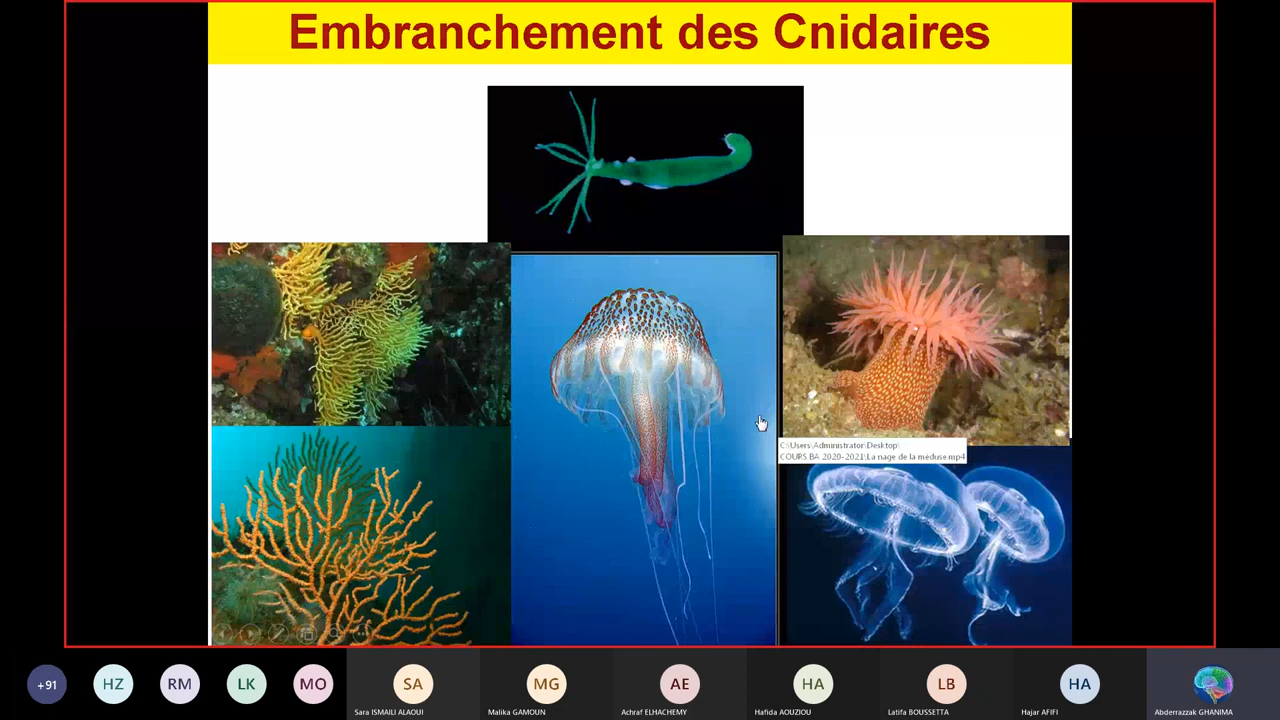 Embranchement des Cnidaires
C:\Users\Administrator\Desktop\
COURS BA 2020-2021\La nage de la meduse.mp4
+91
HZ
RM
LK
MO
SA
MG
AE
HA
LB
HA
Sara ISMAILI ALAOUI
Malika GAMOUN
Achraf ELHACHEMY
Hafida AOUZIOU
Latifa BOUSSETTA
Hajar AFIFI
Abderrazzak GHANIMA